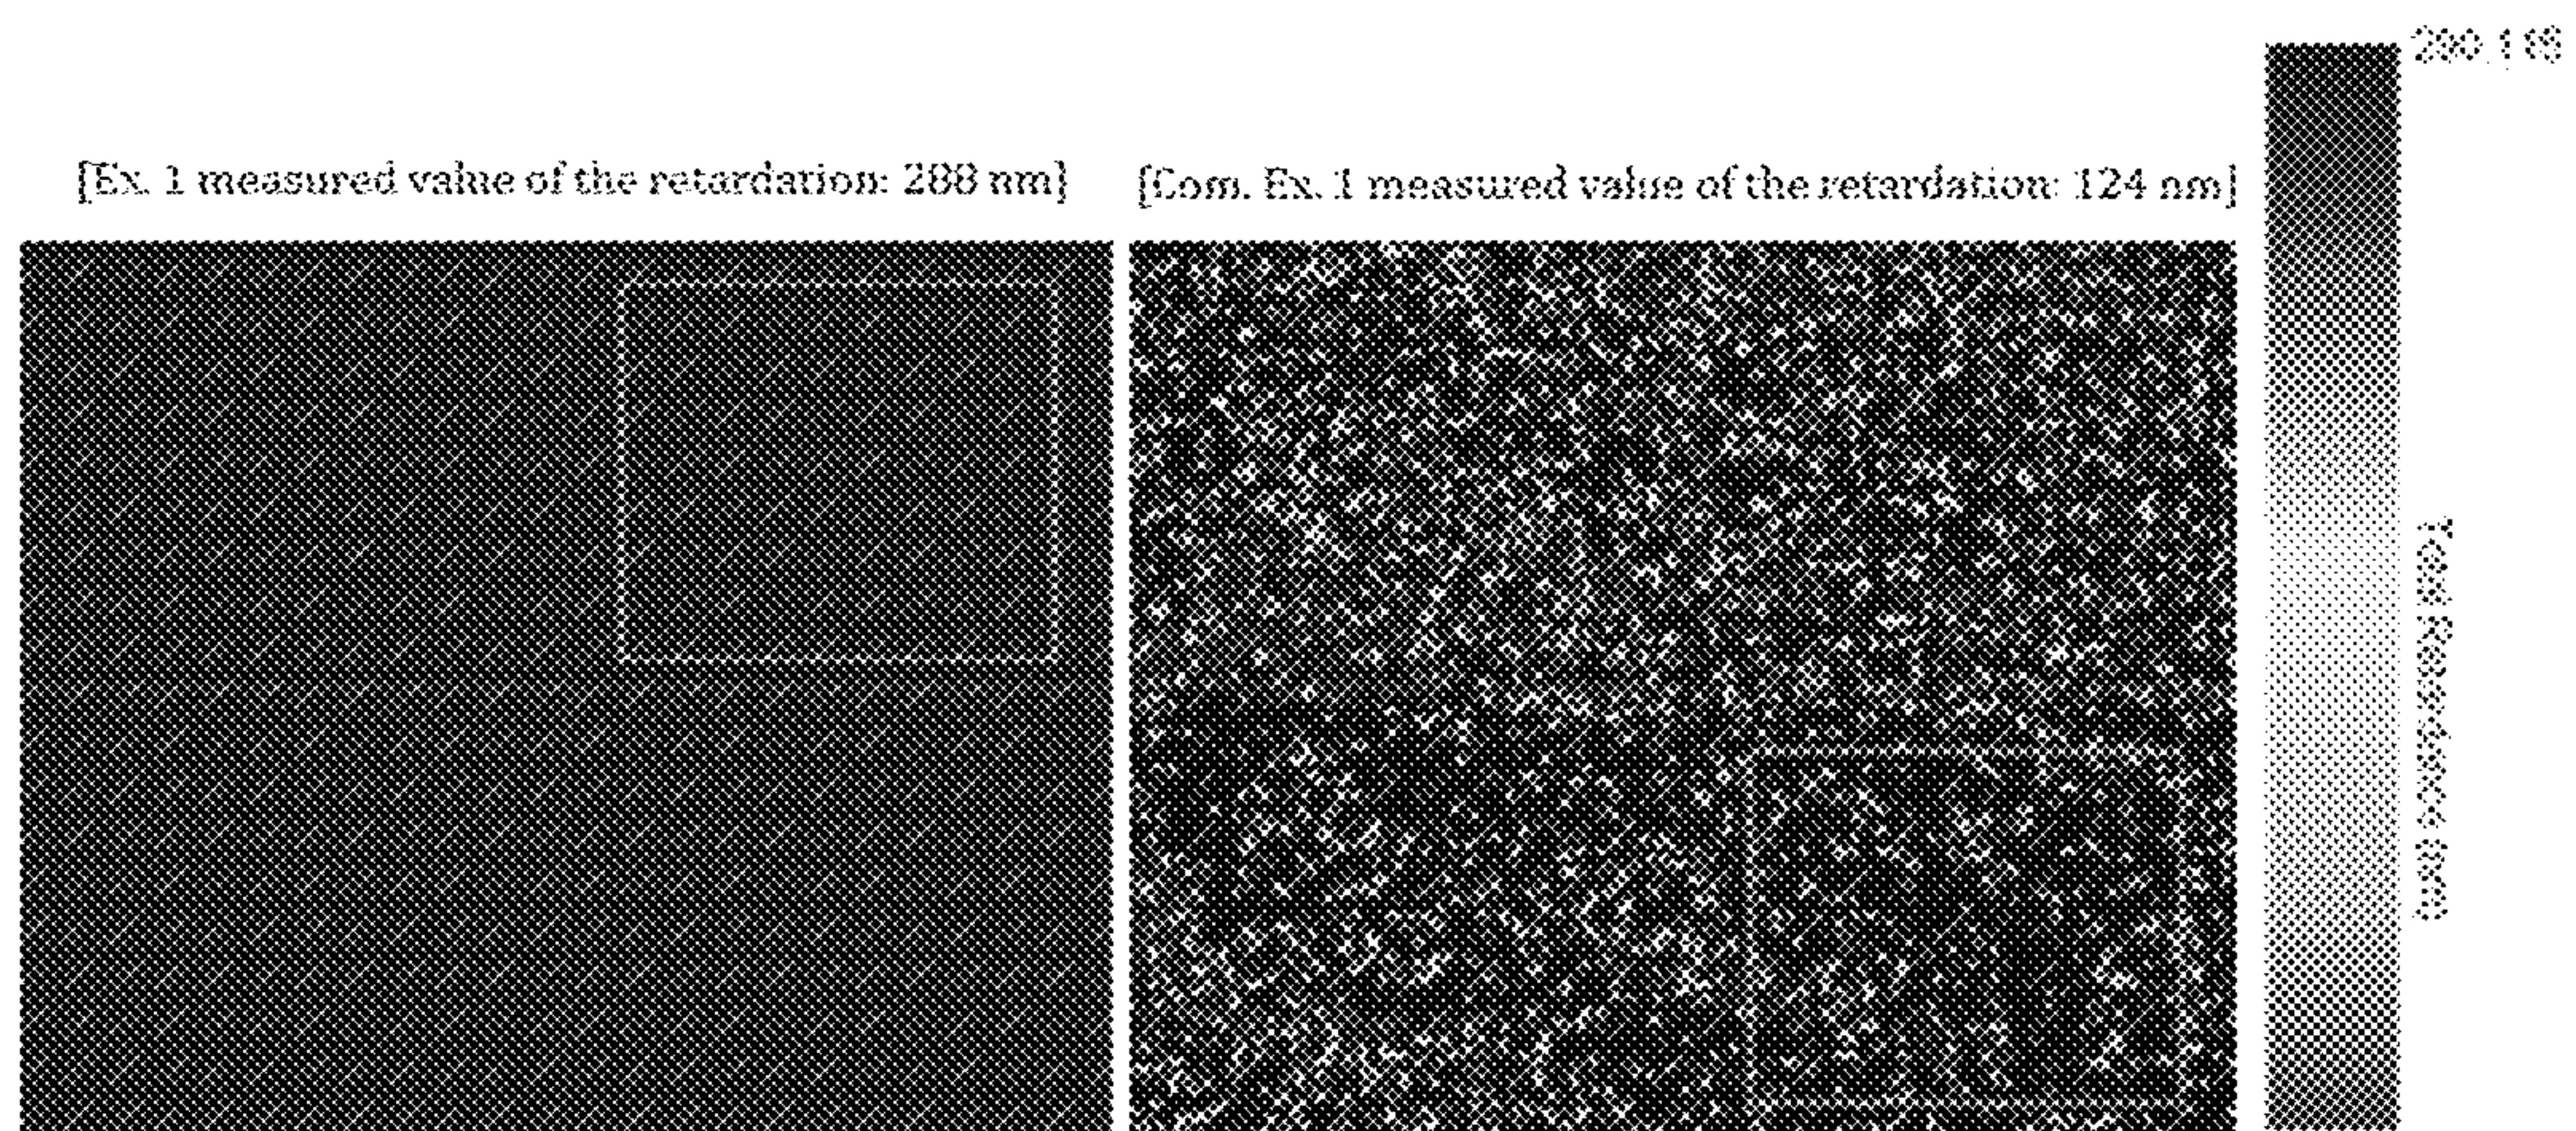 [Ex. 1 measured value of the retardation: 288 nm]
[Com. Ex. 1 measured value of the retardation: 124 nm]